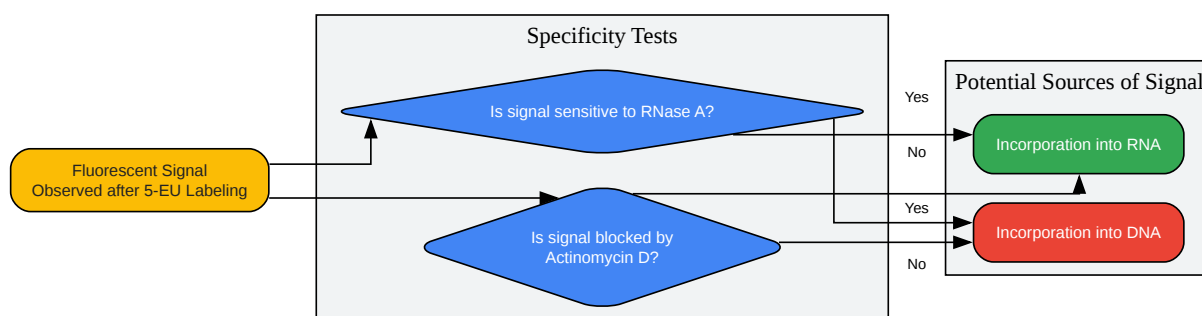 Specificity Tests
Potential Sources of Signal
Is signal sensitive to RNase A?
Yes
Incorporation into RNA
No
Fluorescent Signal
Observed after 5-EU Labeling
Is signal blocked by
Actinomycin D?
Yes
Incorporation into DNA
No